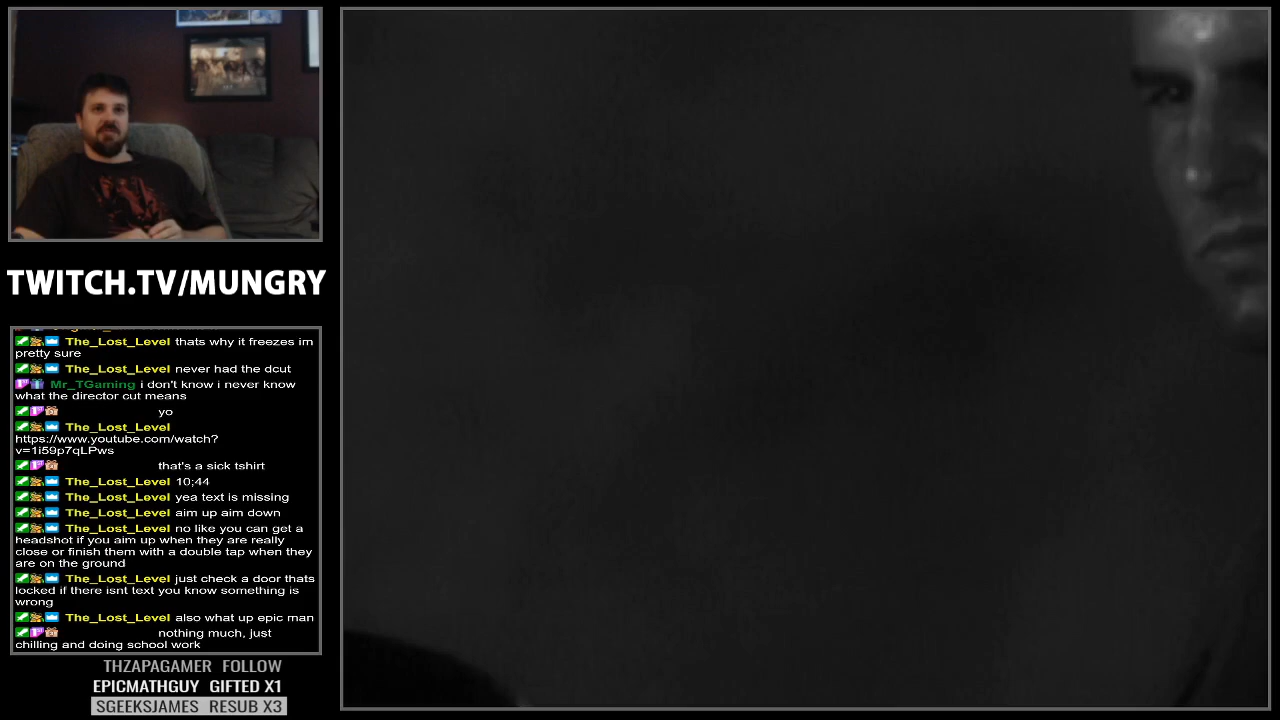 TWITCH.TV/MUNGRY
The_Lost_Level thats why it freezes im
pretty sure
The_Lost_Level never had the dcut
Mr_TGaming i don't know i never know
what the director cut means
yo
The_Lost_Level
https://www.youtube.com/watch?
v=1i59p7qLPws
that's a sick tshirt
The_Lost_Level 10;44
The_Lost_Level yea text is missing
The_Lost_Level aim up aim down
The_Lost_Level no like you can get a
headshot if you aim up when they are really
close or finish them with a double tap when they
are on the ground
The_Lost_Level just check a door thats
locked if there isnt text you know something is
wrong
The_Lost_Level also what up epic man
nothing much, just
chilling and doing school work
THZAPAGAMER FOLLOW
EPICMATHGUY GIFTED X1
SGEEKSJAMES RESUB X3